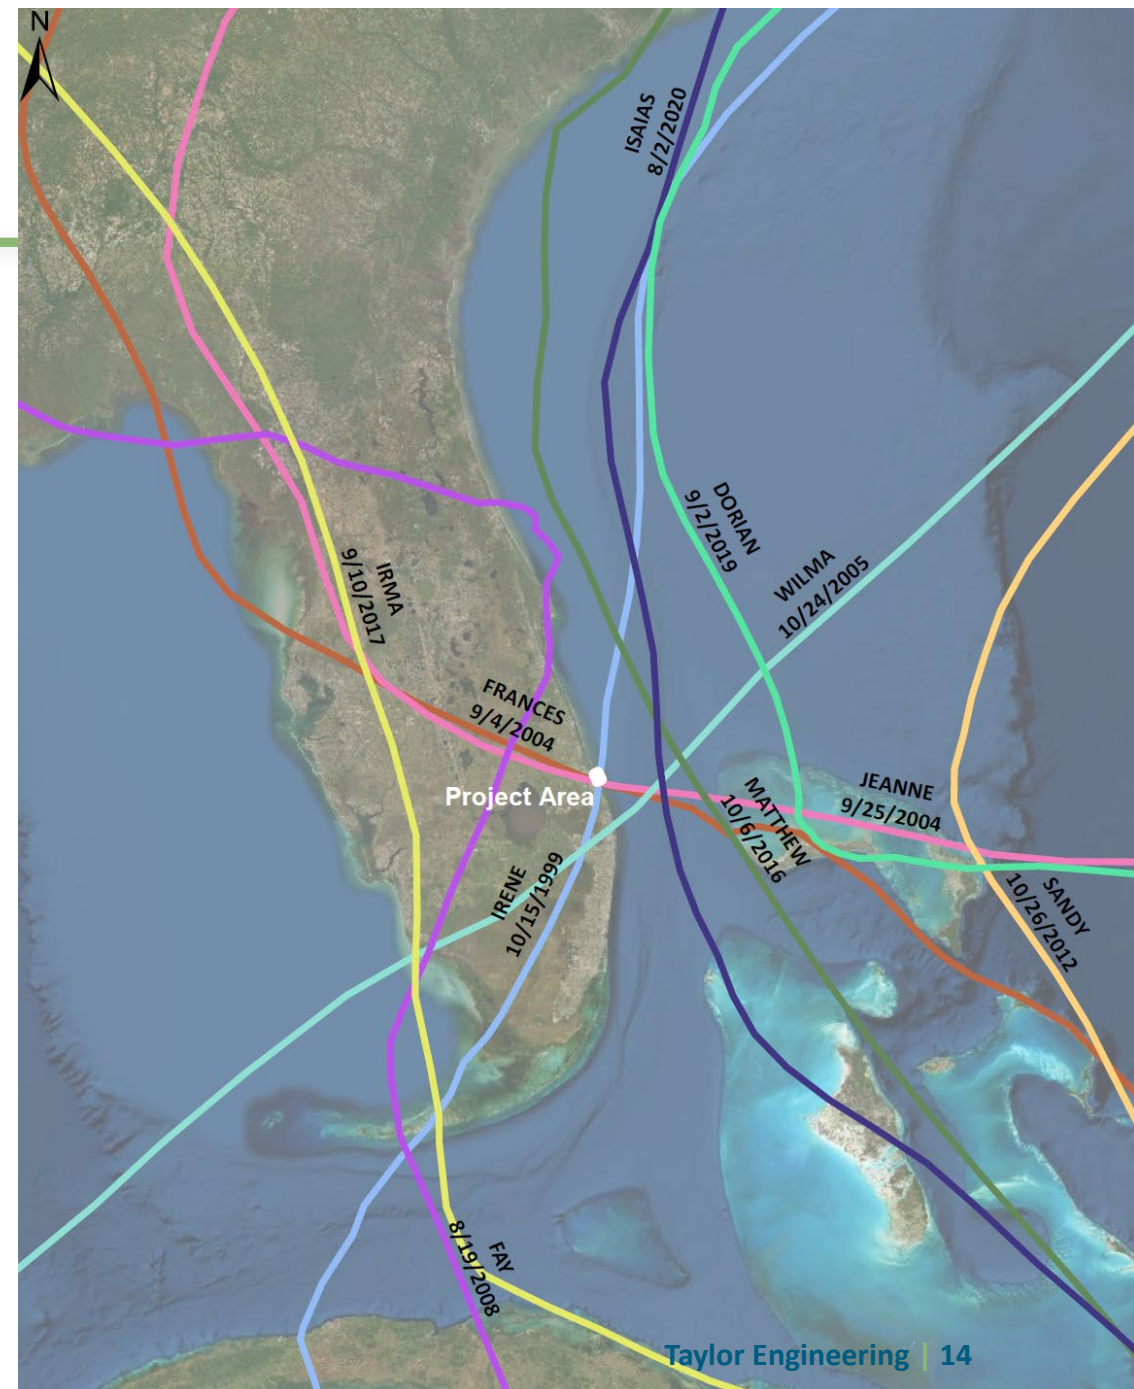 N
ISAIAS
8/2/2020
DORIAN
9/2/2019
WILMA
10/24/2005
IRMA
9/10/2017
FRANCES
9/4/2004
Project Area
JEANNE
9/25/2004
MATTHEW
10/6/2016
IRENE
10/15/1999
SANDY
10/26/2012
FAY
8/19/2008
Taylor Engineering | 14